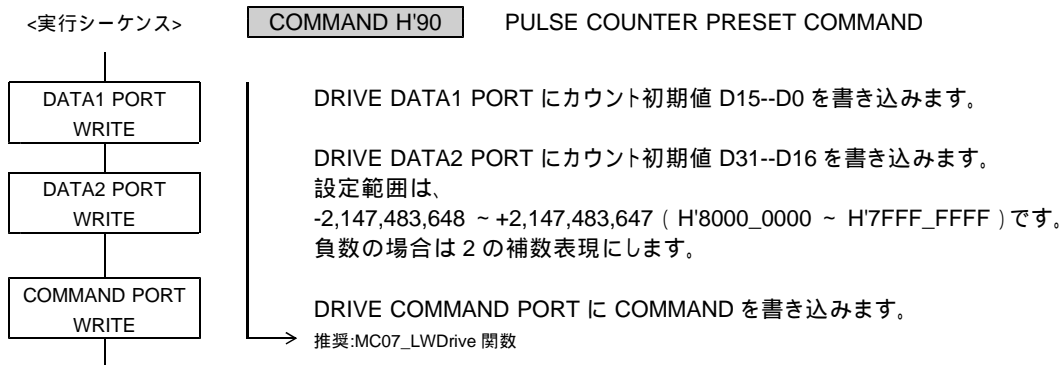 <実行シーケンス>
COMMAND H'90
PULSE COUNTER PRESET COMMAND
DATA1 PORT
WRITE
DRIVE DATA1 PORT にカウント初期値 D15--D0 を書き込みます。
DATA2 PORT
WRITE
DRIVE DATA2 PORT にカウント初期値 D31--D16 を書き込みます。
設定範囲は、
-2,147,483,648 ~ +2,147,483,647 ( H'8000_0000 ~ H'7FFF_FFFF ) です。
負数の場合は 2 の補数表現にします。
COMMAND PORT
WRITE
DRIVE COMMAND PORT に COMMAND を書き込みます。
推奨:MC07_LWDrive 関数